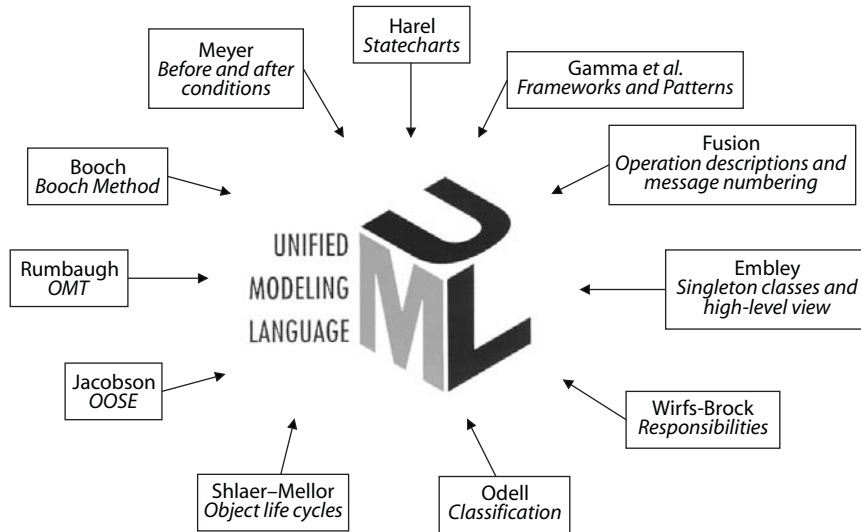 Harel
Statecharts
Meyer
Before and after
conditions
Gamma et al.
Frameworks and Patterns
Fusion
Operation descriptions and
message numbering
Booch
Booch Method
UML
UNIFIED
MODELING
LANGUAGE
Rumbaugh
OMT
Embley
Singleton classes and
high-level view
Jacobson
OOSE
Wirfs-Brock
Responsibilities
Shlaer–Mellor
Object life cycles
Odell
Classification